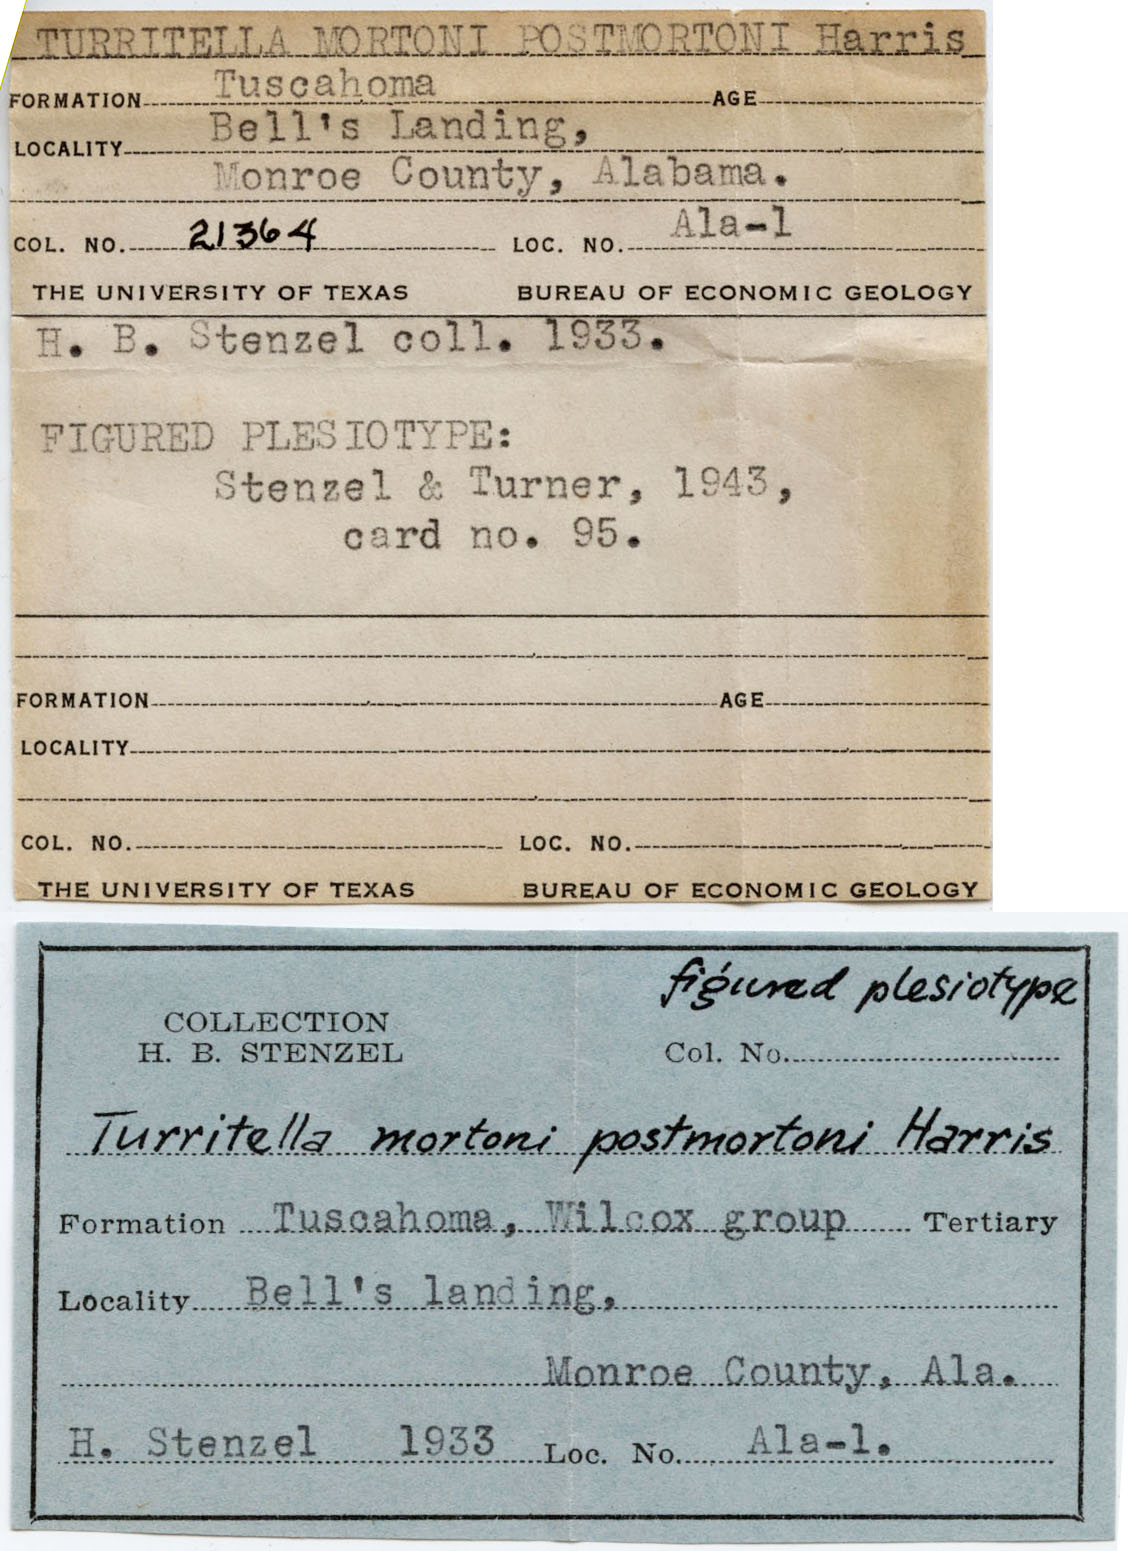 TURRITELLA MORTONI POSTMORTONI Harris
FORMATION Tuscahoma AGE
LOCALITY Bell's Landing,
Monroe County, Alabama.
COL. NO. 21364 LOC. NO. Ala-1
THE UNIVERSITY OF TEXAS BUREAU OF ECONOMIC GEOLOGY
H. B. Stenzel coll. 1933.
FIGURED PLESIOTYPE:
Stenzel & Turner, 1943,
card no. 95.
FORMATION AGE
LOCALITY
COL. NO. LOC. NO.
THE UNIVERSITY OF TEXAS BUREAU OF ECONOMIC GEOLOGY
figured plesiotype
COLLECTION
H. B. STENZEL Col. No.
Turritella mortoni postmortoni Harris
Formation Tuscahoma, Wilcox group Tertiary
Locality Bell's landing,
Monroe County, Ala.
H. Stenzel 1933 Loc. No. Ala-1.